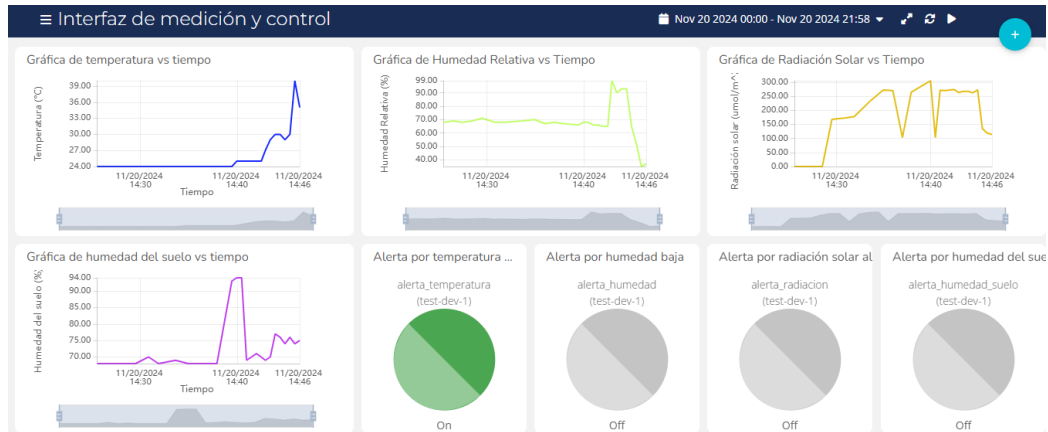 Interfaz de medición y control
Nov 20 2024 00:00 - Nov 20 2024 21:58
+
Gráfica de temperatura vs tiempo
Temperatura (°C)
39.00
36.00
33.00
30.00
27.00
24.00
11/20/2024 11/20/2024 11/20/2024
14:30 14:40 14:46
Tiempo
Gráfica de Humedad Relativa vs Tiempo
Humedad Relativa (%)
99.00
90.00
80.00
70.00
60.00
50.00
40.00
11/20/2024 11/20/2024 11/20/2024
14:30 14:40 14:46
Gráfica de Radiación Solar vs Tiempo
Radiación solar (umol/m^
300.00
250.00
200.00
150.00
100.00
50.00
0.00
11/20/2024 11/20/2024 11/20/2024
14:30 14:40 14:46
Gráfica de humedad del suelo vs tiempo
Humedad del suelo (%
94.00
90.00
85.00
80.00
75.00
70.00
11/20/2024 11/20/2024 11/20/2024
14:30 14:40 14:46
Tiempo
Alerta por temperatura ...
alerta_temperatura
(test-dev-1)
On
Alerta por humedad baja
alerta_humedad
(test-dev-1)
Off
Alerta por radiación solar al
alerta_radiacion
(test-dev-1)
Off
Alerta por humedad del sue
alerta_humedad_suelo
(test-dev-1)
Off